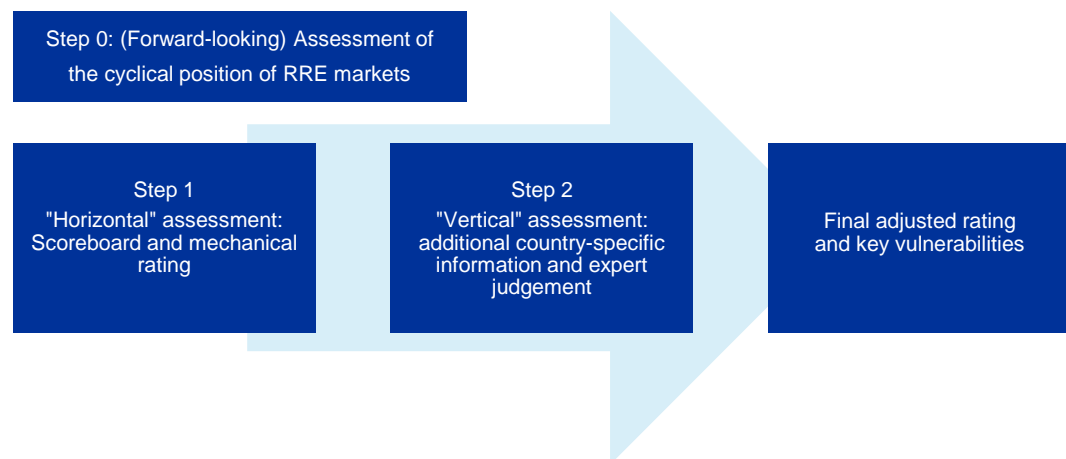 Step 0: (Forward-looking) Assessment of
the cyclical position of RRE markets
Step 1
"Horizontal" assessment:
Scoreboard and mechanical
rating
Step 2
"Vertical" assessment:
additional country-specific
information and expert
judgement
Final adjusted rating
and key vulnerabilities